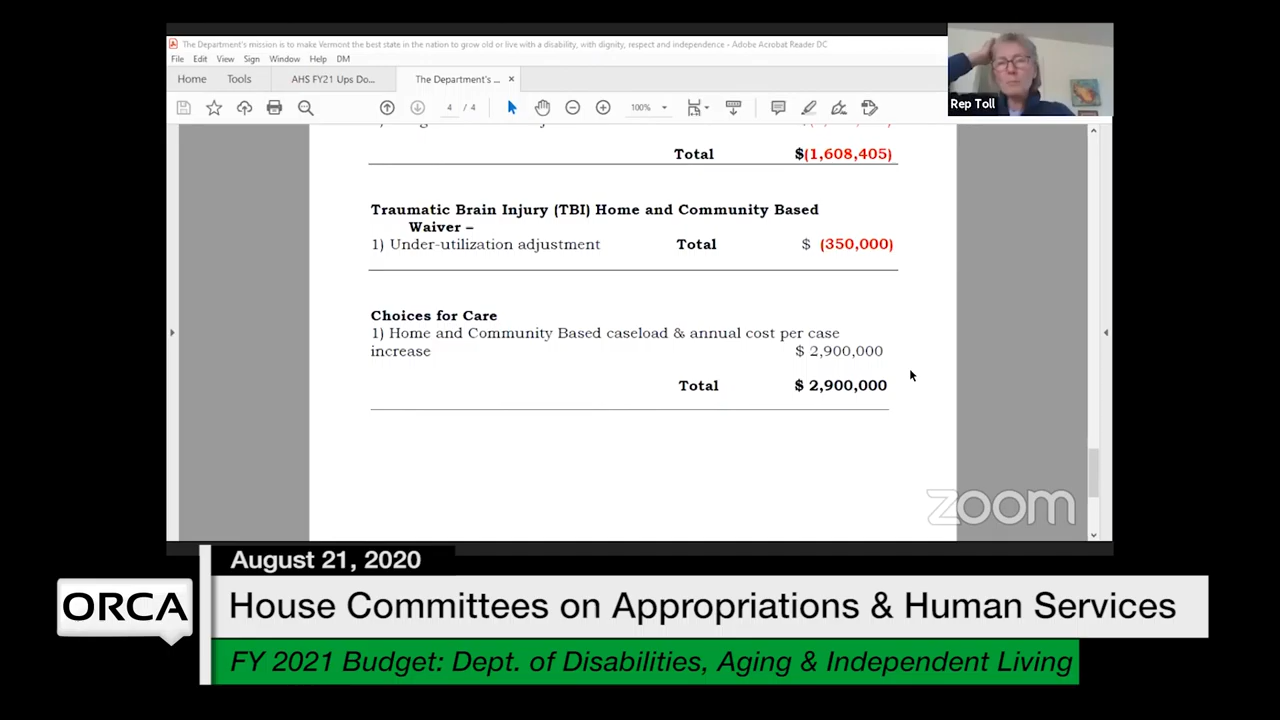 The Department's mission is to make Vermont the best state in the nation to grow old or live with a disability, with dignity, respect and independence - Adobe Acrobat Reader DC
File Edit View Sign Window Help DM
Home Tools AHS FY21 Ups Do... The Department's ... ×
4 / 4 100%
Rep Toll
Total $(1,608,405)
Traumatic Brain Injury (TBI) Home and Community Based
Waiver –
1) Under-utilization adjustment Total $ (350,000)
Choices for Care
1) Home and Community Based caseload & annual cost per case
increase $ 2,900,000
Total $ 2,900,000
zoom
August 21, 2020
ORCA
House Committees on Appropriations & Human Services
FY 2021 Budget: Dept. of Disabilities, Aging & Independent Living